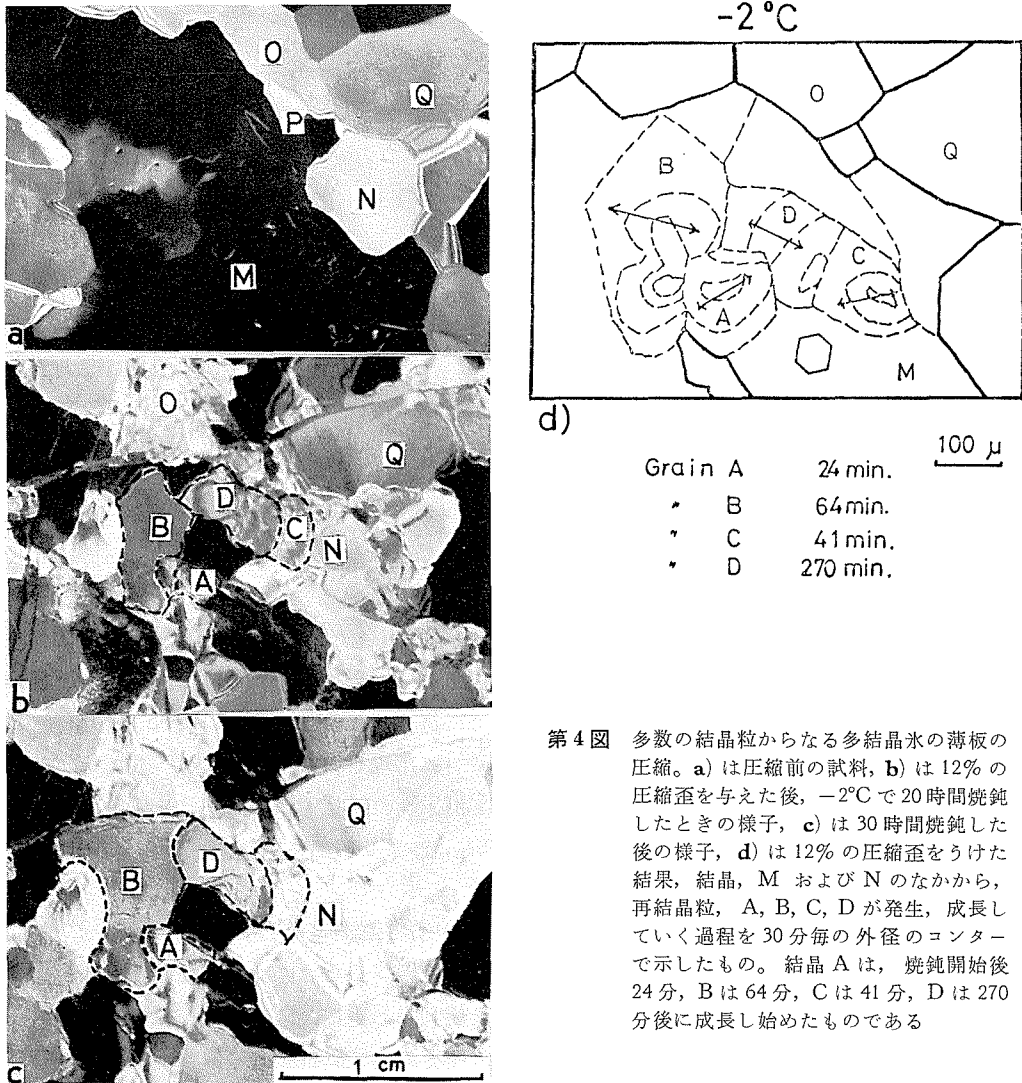 O
Q
P
N
M
a
O
Q
D
B
C
N
A
b
Q
D
B
N
A
c
1 cm
-2°C
O
B
Q
D
C
A
M
d)
100 μ
Grain A 24 min.
〃 B 64 min.
〃 C 41 min.
〃 D 270 min.
第4図 多数の結晶粒からなる多結晶氷の薄板の
圧縮。a) は圧縮前の試料, b) は 12% の
圧縮歪を与えた後, -2°C で 20 時間焼鈍
したときの様子, c) は 30 時間焼鈍した
後の様子, d) は 12% の圧縮歪をうけた
結果, 結晶, M および N のなかから,
再結晶粒, A, B, C, D が発生, 成長し
ていく過程を 30 分毎の外径のコンター
で示したもの。 結晶 A は, 焼鈍開始後
24 分, B は 64 分, C は 41 分, D は 270
分後に成長し始めたものである